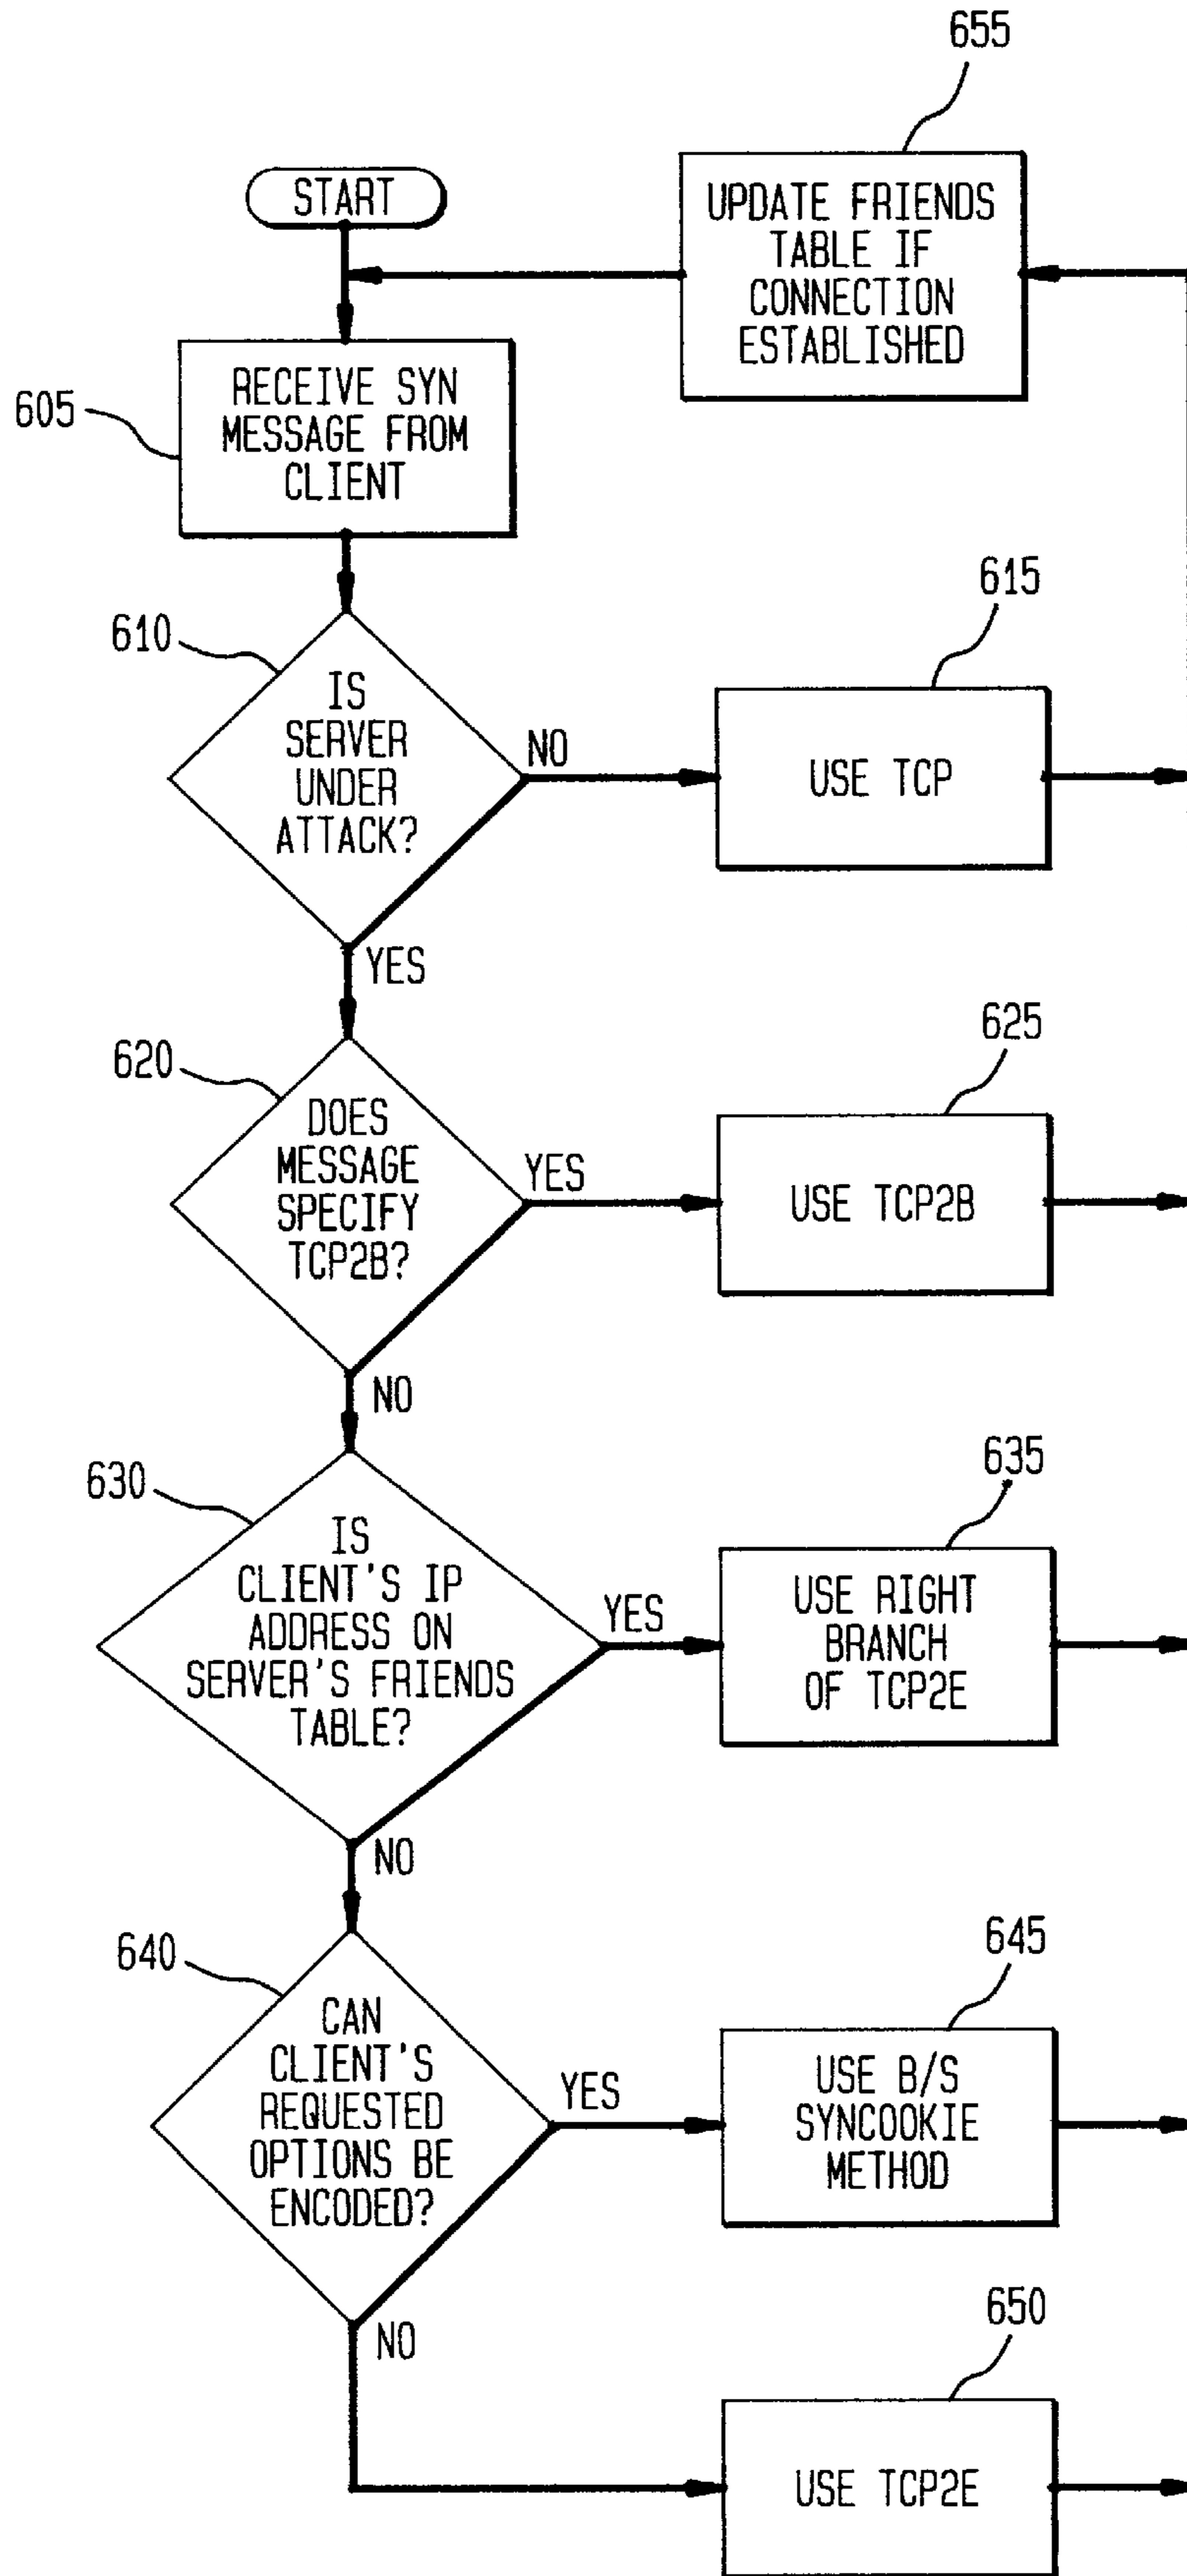 655
START
UPDATE FRIENDS
TABLE IF
CONNECTION
ESTABLISHED
605
RECEIVE SYN
MESSAGE FROM
CLIENT
610
IS
SERVER
UNDER
ATTACK?
NO
615
USE TCP
YES
620
DOES
MESSAGE
SPECIFY
TCP2B?
YES
625
USE TCP2B
NO
630
IS
CLIENT'S IP
ADDRESS ON
SERVER'S FRIENDS
TABLE?
YES
635
USE RIGHT
BRANCH
OF TCP2E
NO
640
CAN
CLIENT'S
REQUESTED
OPTIONS BE
ENCODED?
YES
645
USE B/S
SYNCOOKIE
METHOD
NO
650
USE TCP2E